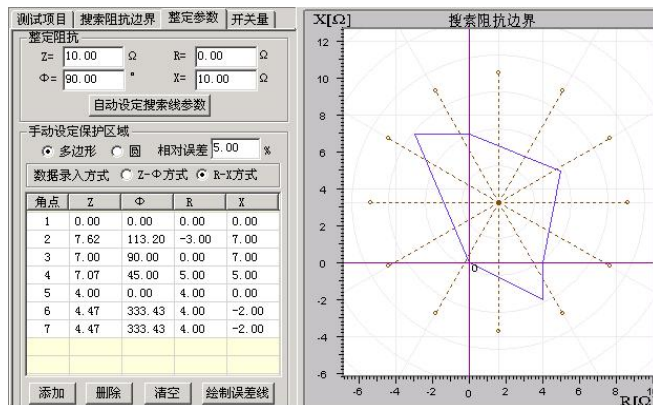 测试项目 搜索阻抗边界 整定参数 开关量
整定阻抗
Z= 10.00 Ω R= 0.00 Ω
Φ= 90.00 ° X= 10.00 Ω
自动设定搜索线参数
手动设定保护区域
多边形 圆 相对误差 5.00 %
数据录入方式 Z-Φ方式 R-X方式
角点 Z Φ R X
1 0.00 0.00 0.00 0.00
2 7.62 113.20 -3.00 7.00
3 7.00 90.00 0.00 7.00
4 7.07 45.00 5.00 5.00
5 4.00 0.00 4.00 0.00
6 4.47 333.43 4.00 -2.00
7 4.47 333.43 4.00 -2.00
添加 删除 清空 绘制误差线
X[Ω] 搜索阻抗边界
12
10
8
6
4
2
0
0
-2
-4
-6
-6 -4 -2 0 2 4 6 8 10
R[Ω]